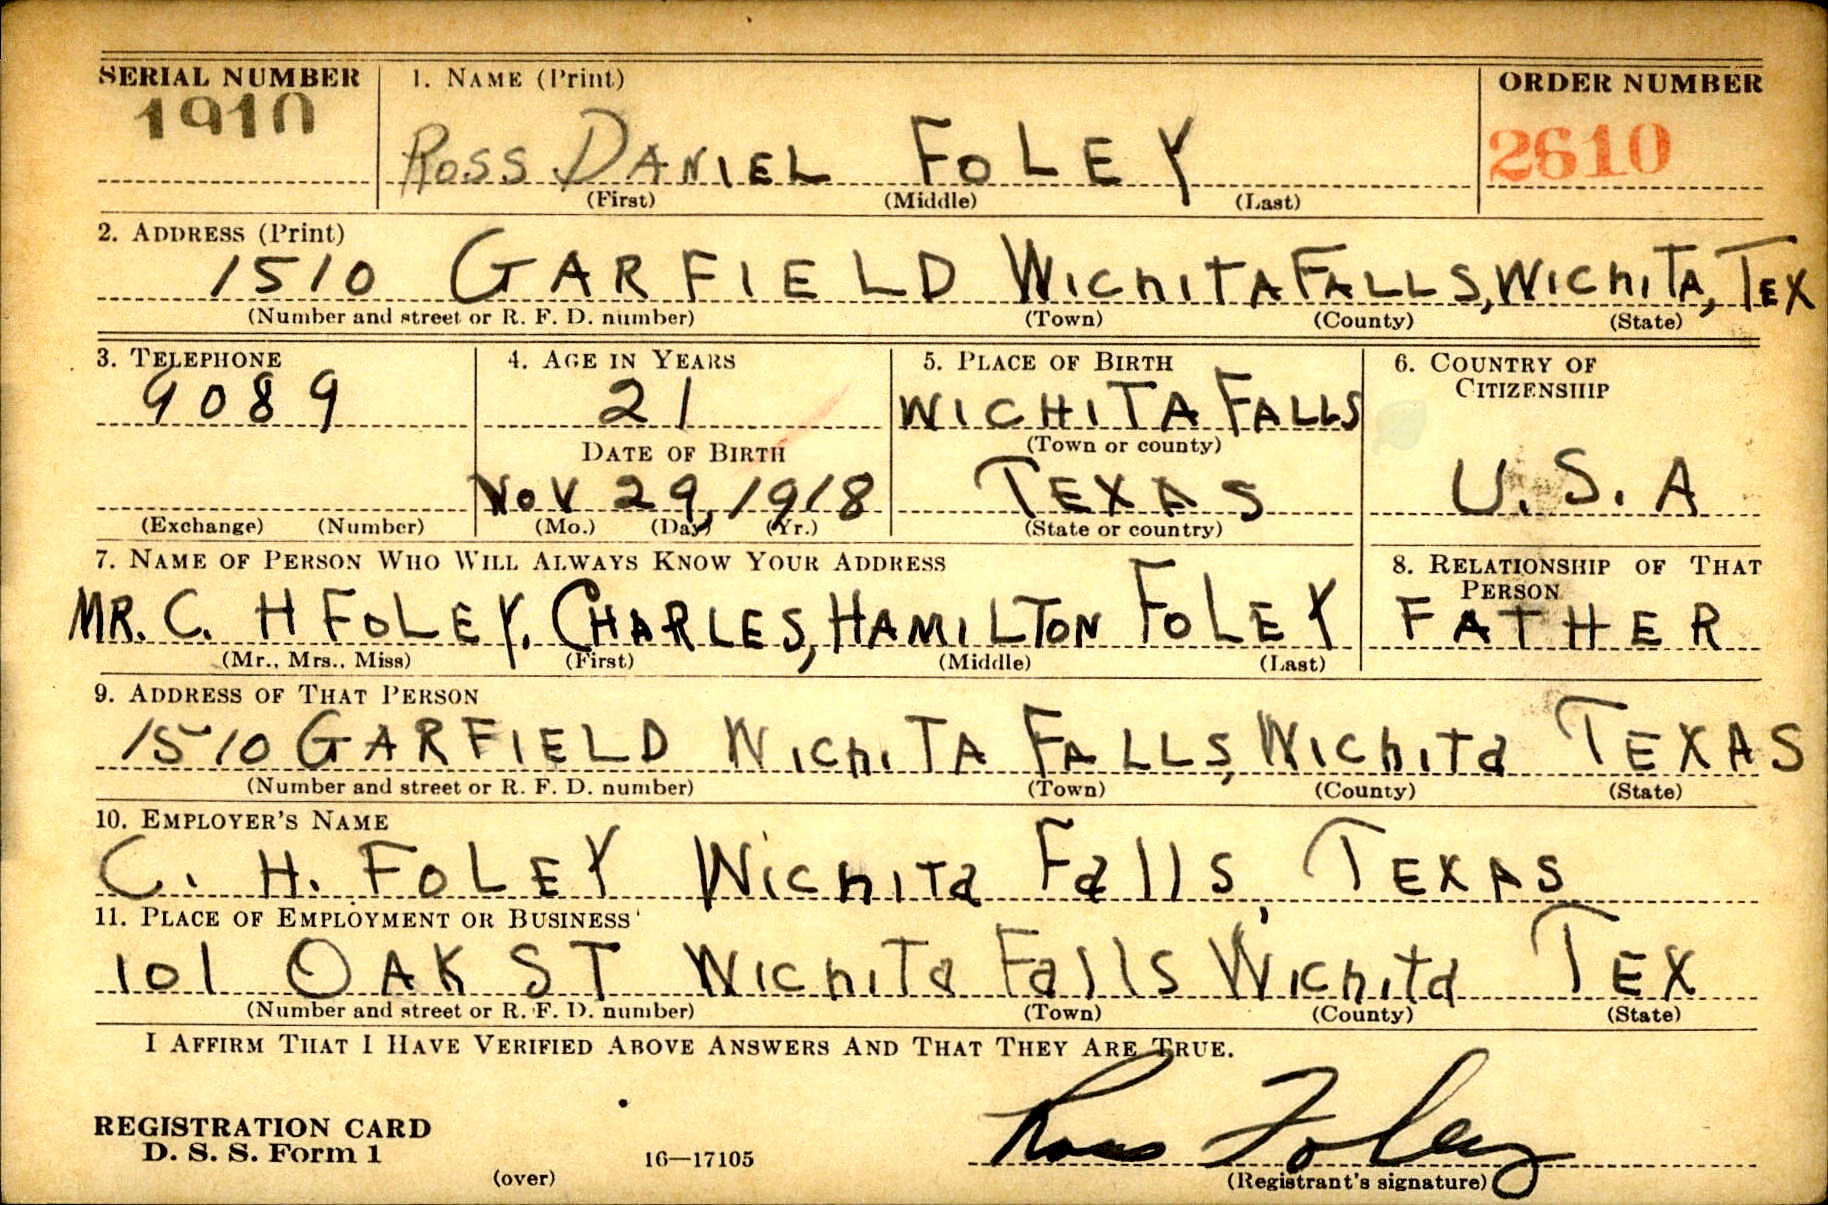 SERIAL NUMBER 1. NAME (Print) ORDER NUMBER
1910 ROSS DANIEL FOLEY 2610
(First) (Middle) (Last)
2. ADDRESS (Print)
1510 GARFIELD WichiTA FALLS, WichiTA, TEX
(Number and street or R. F. D. number) (Town) (County) (State)
3. TELEPHONE 4. AGE IN YEARS 5. PLACE OF BIRTH 6. COUNTRY OF CITIZENSHIP
9089 21 WICHITA FALLS
(Town or county)
DATE OF BIRTH
NOV 29, 1918 TEXAS U.S.A
(Exchange) (Number) (Mo.) (Day) (Yr.) (State or country)
7. NAME OF PERSON WHO WILL ALWAYS KNOW YOUR ADDRESS 8. RELATIONSHIP OF THAT PERSON
MR. C. H FOLEY. CHARLES, HAMILTON FOLEY FATHER
(Mr., Mrs., Miss) (First) (Middle) (Last)
9. ADDRESS OF THAT PERSON
1510 GARFIELD WichiTA FALLS, Wichita TEXAS
(Number and street or R. F. D. number) (Town) (County) (State)
10. EMPLOYER'S NAME
C. H. FOLEY Wichita Falls, TEXAS
11. PLACE OF EMPLOYMENT OR BUSINESS
101 OAK ST Wichita Falls Wichita TEX
(Number and street or R. F. D. number) (Town) (County) (State)
I AFFIRM THAT I HAVE VERIFIED ABOVE ANSWERS AND THAT THEY ARE TRUE.
REGISTRATION CARD
D. S. S. Form 1 16—17105 Ross Foley
(over) (Registrant's signature)